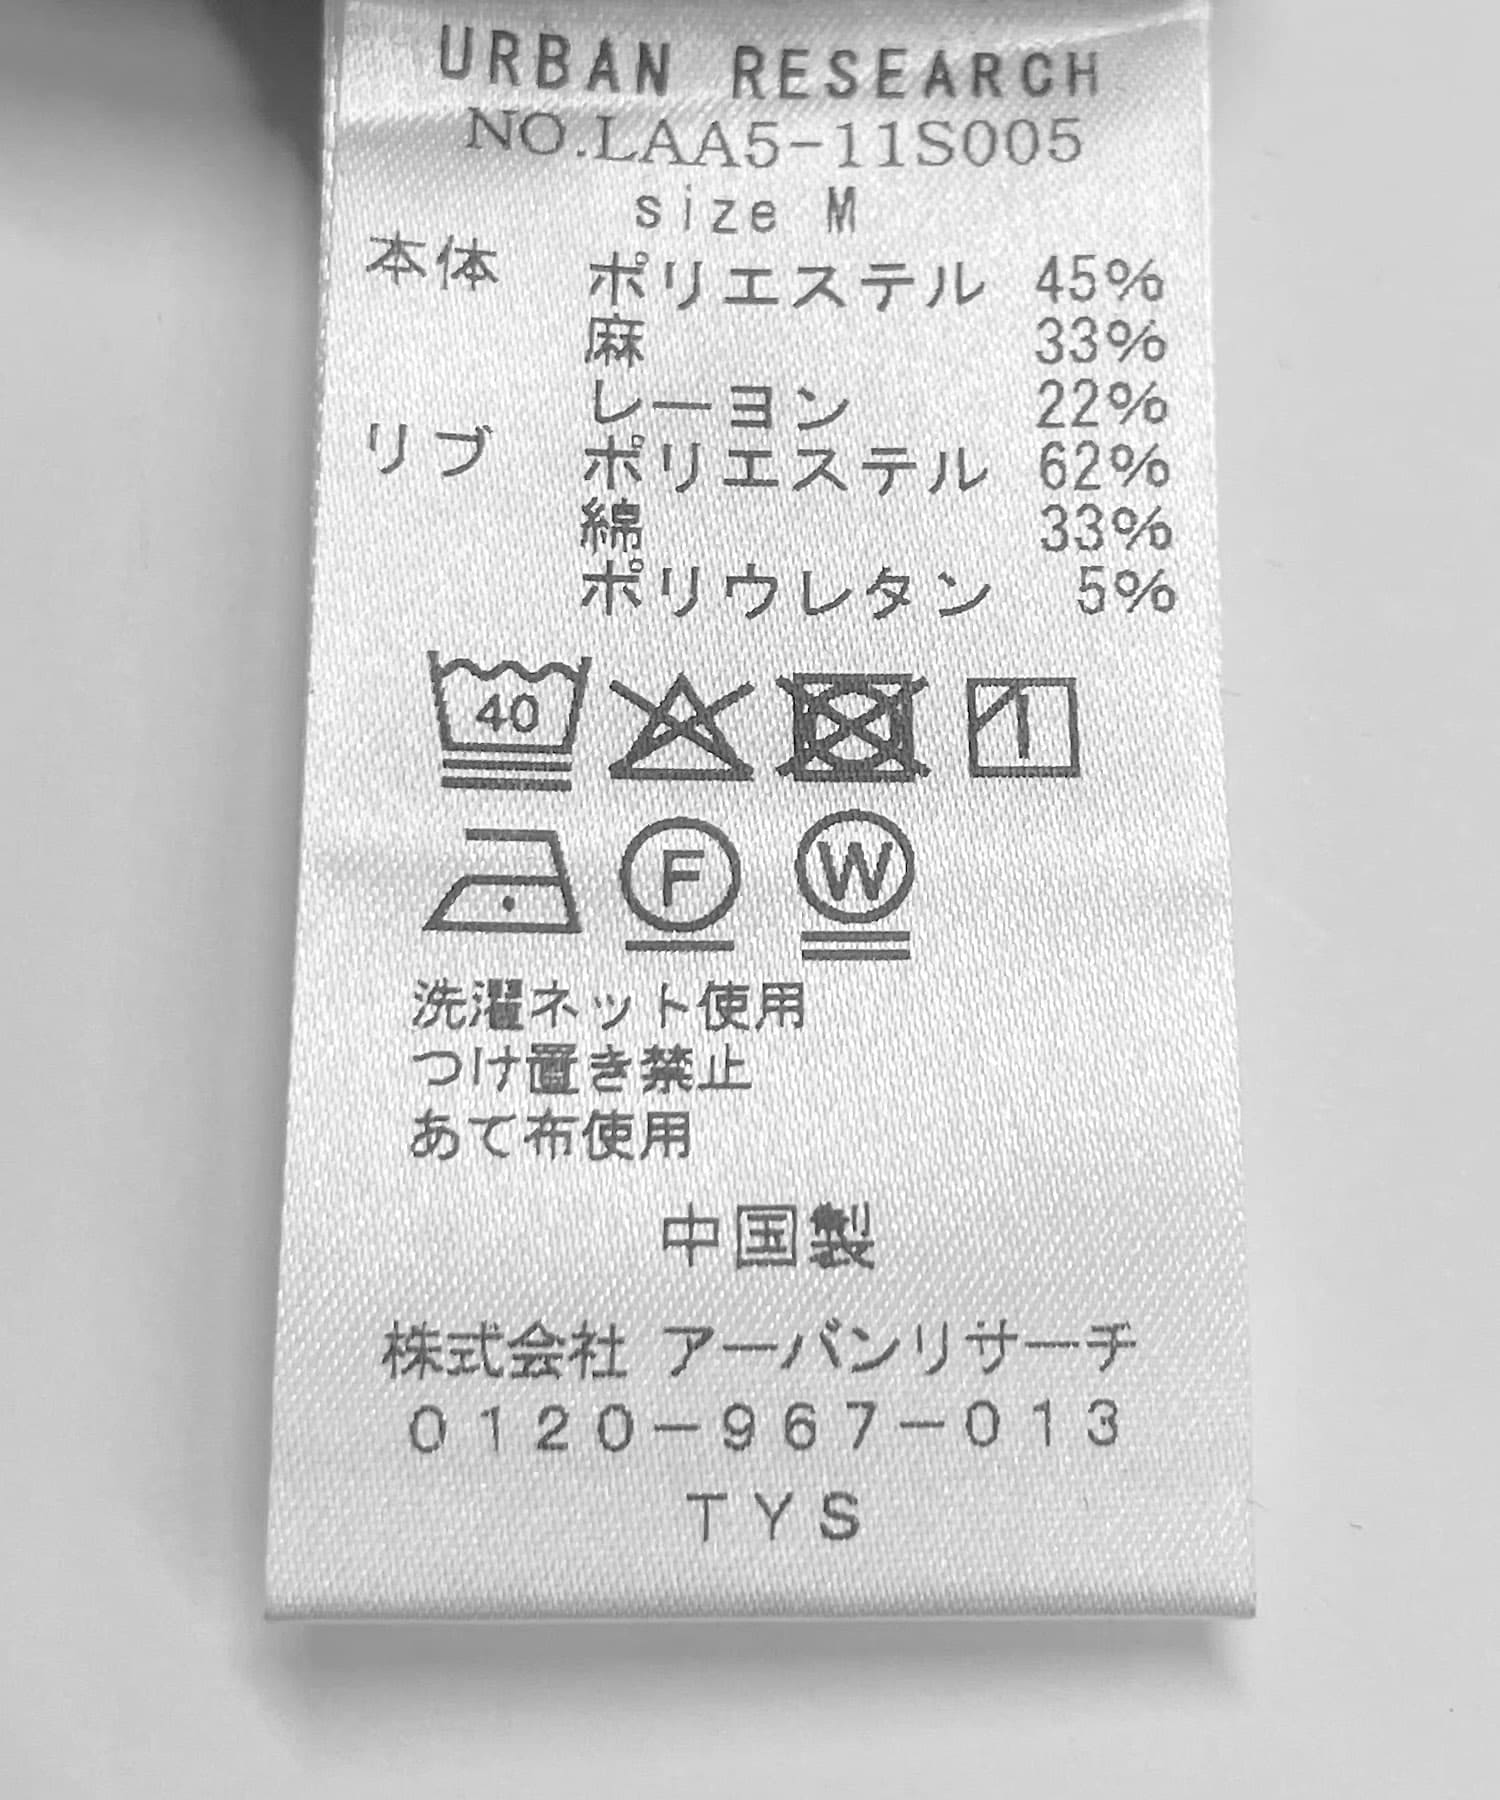 URBAN RESEARCH
NO.LAA5-11S005
size M
本体 ポリエステル 45%
麻 33%
レーヨン 22%
リブ ポリエステル 62%
綿 33%
ポリウレタン 5%
40
F
W
洗濯ネット使用
つけ置き禁止
あて布使用
中国製
株式会社 アーバンリサーチ
0120-967-013
TYS